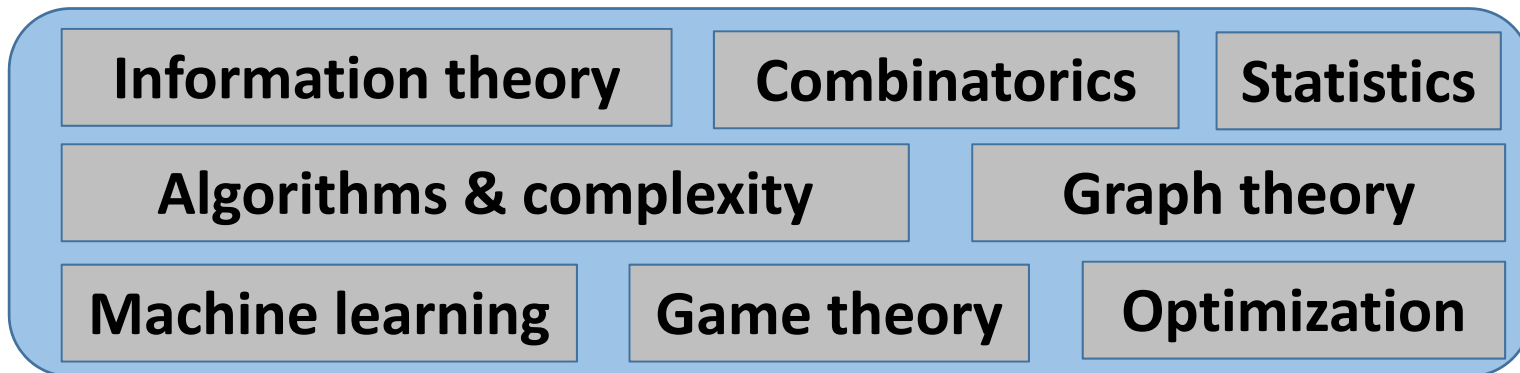 Information theory
Combinatorics
Statistics
Algorithms & complexity
Graph theory
Machine learning
Game theory
Optimization